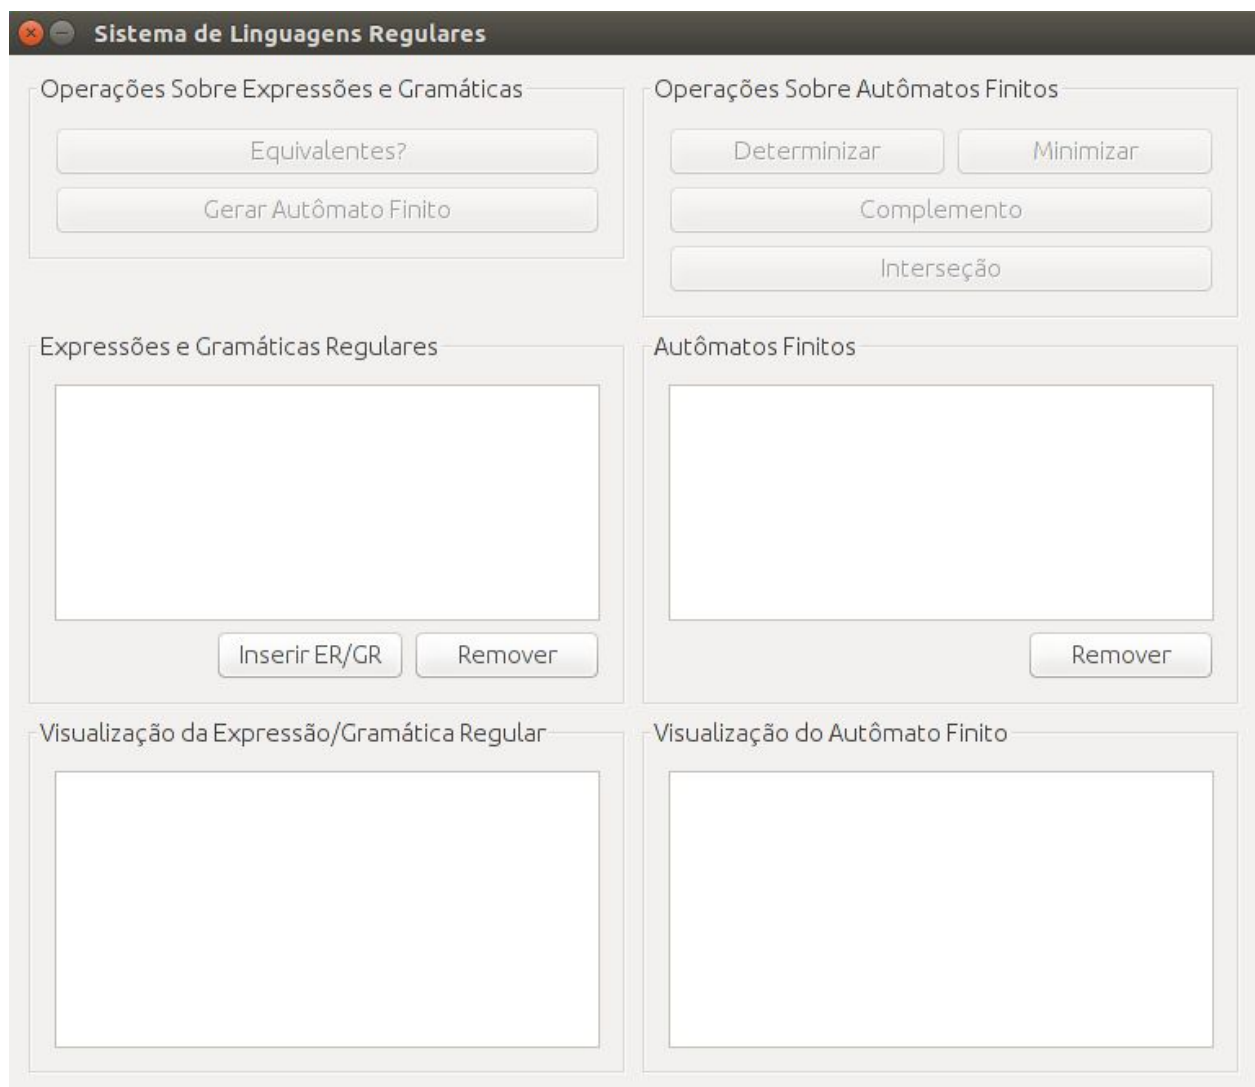 Sistema de Linguagens Regulares
Operações Sobre Expressões e Gramáticas
Equivalentes?
Gerar Autômato Finito
Operações Sobre Autômatos Finitos
Determinizar
Minimizar
Complemento
Interseção
Expressões e Gramáticas Regulares
Inserir ER/GR
Remover
Autômatos Finitos
Remover
Visualização da Expressão/Gramática Regular
Visualização do Autômato Finito